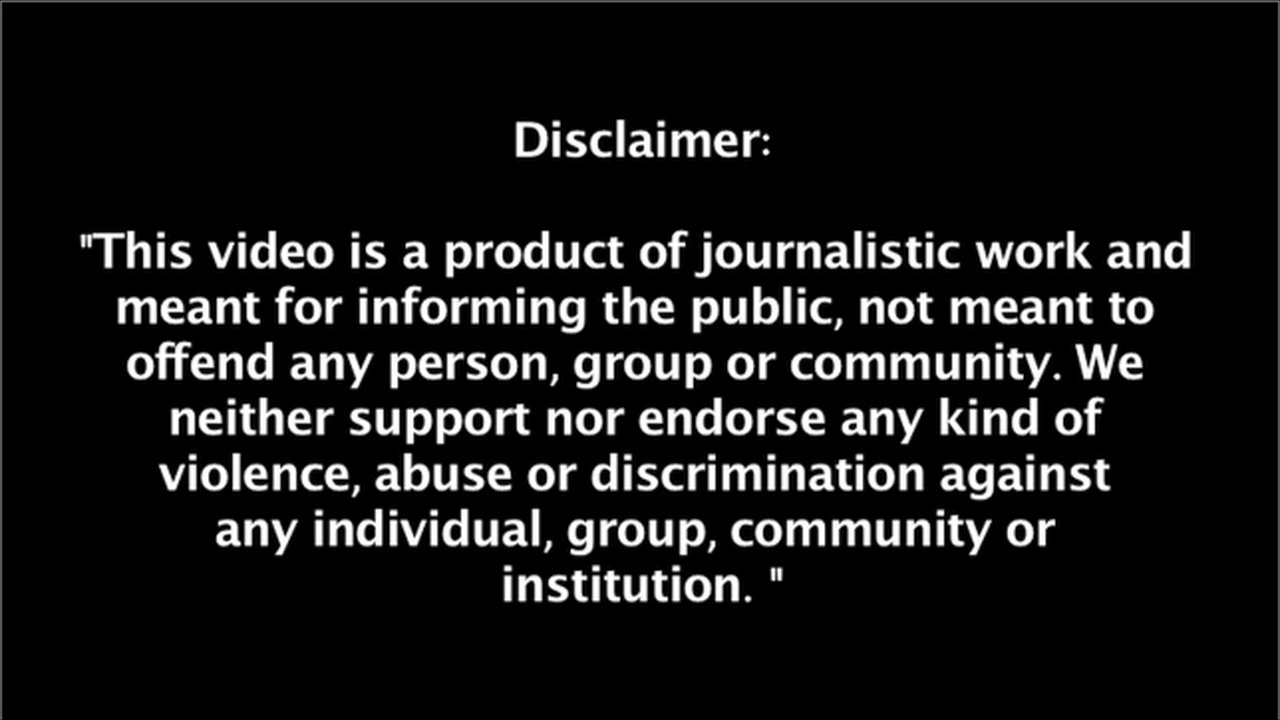 Disclaimer:
"This video is a product of journalistic work and
meant for informing the public, not meant to
offend any person, group or community. We
neither support nor endorse any kind of
violence, abuse or discrimination against
any individual, group, community or
institution. "